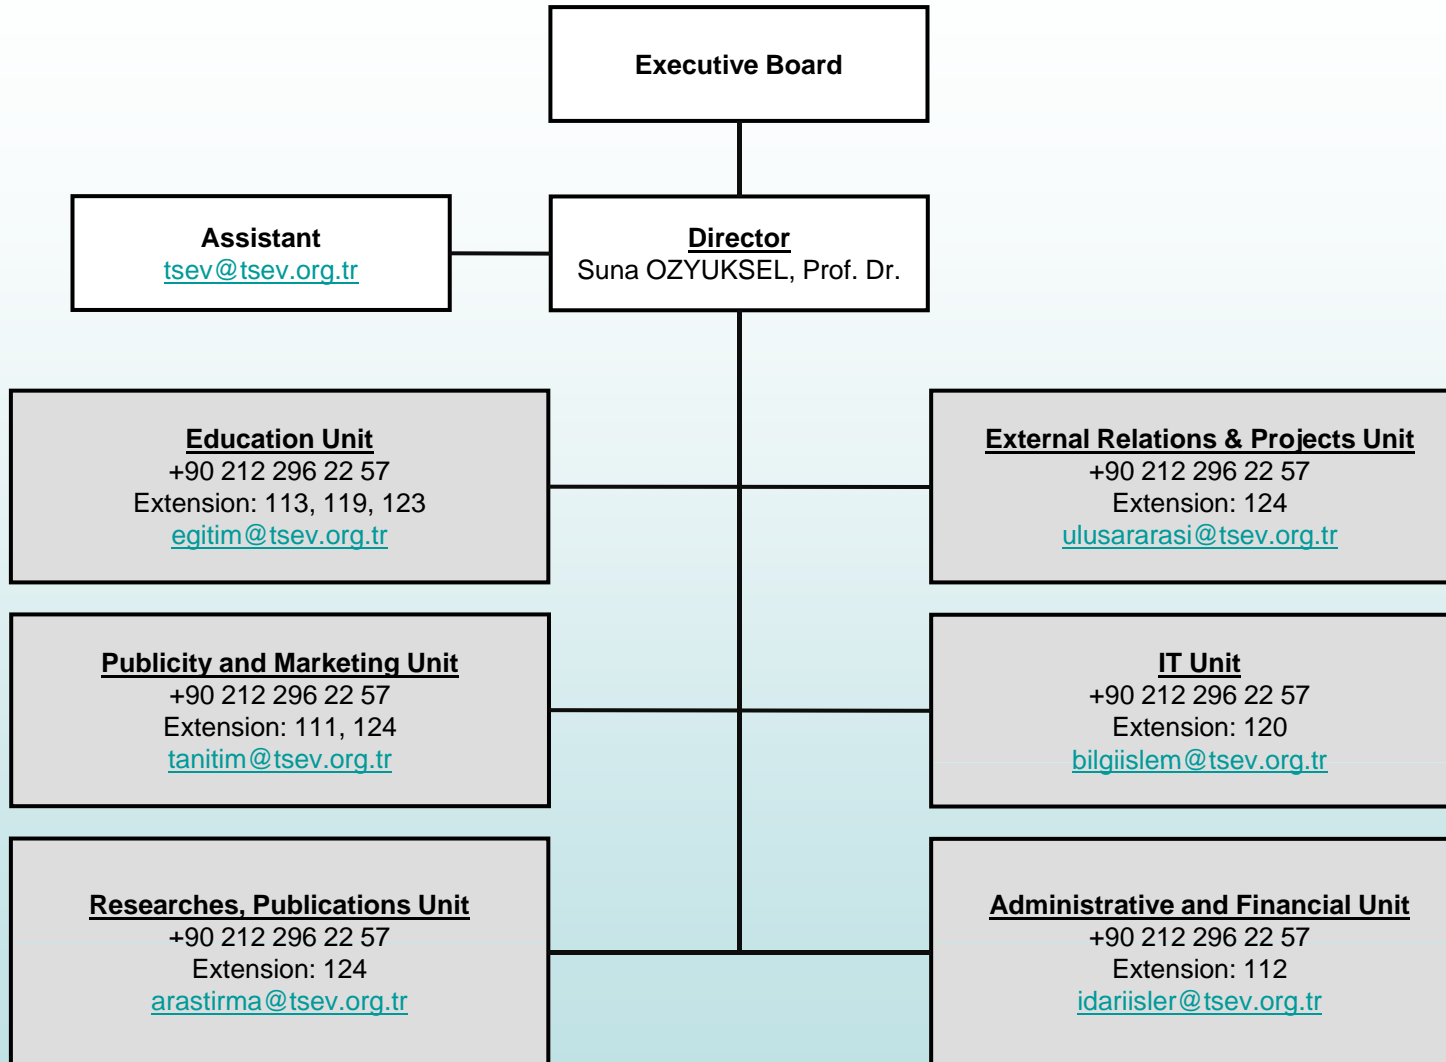 Executive Board
Assistant
tsev@tsev.org.tr
Director
Suna OZYUKSEL, Prof. Dr.
Education Unit
+90 212 296 22 57
Extension: 113, 119, 123
egitim@tsev.org.tr
External Relations & Projects Unit
+90 212 296 22 57
Extension: 124
ulusararasi@tsev.org.tr
Publicity and Marketing Unit
+90 212 296 22 57
Extension: 111, 124
tanitim@tsev.org.tr
IT Unit
+90 212 296 22 57
Extension: 120
bilgiislem@tsev.org.tr
Researches, Publications Unit
+90 212 296 22 57
Extension: 124
arastirma@tsev.org.tr
Administrative and Financial Unit
+90 212 296 22 57
Extension: 112
idariisler@tsev.org.tr